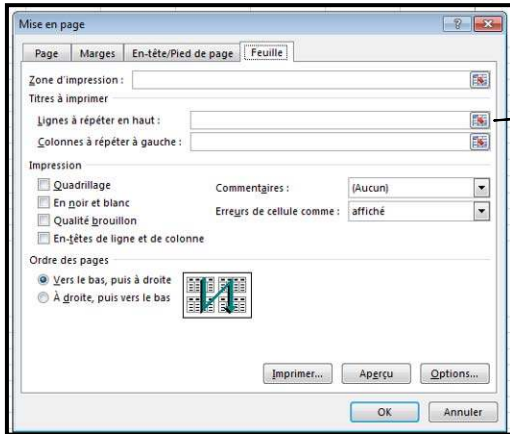 Mise en page
Page Marges En-tête/Pied de page Feuille
Zone d'impression :
Titres à imprimer
Lignes à répéter en haut :
Colonnes à répéter à gauche :
Impression
Quadrillage
Commentaires : (Aucun)
En noir et blanc
Erreurs de cellule comme : affiché
Qualité brouillon
En-têtes de ligne et de colonne
Ordre des pages
Vers le bas, puis à droite
À droite, puis vers le bas
Imprimer... Aperçu Options...
OK Annuler